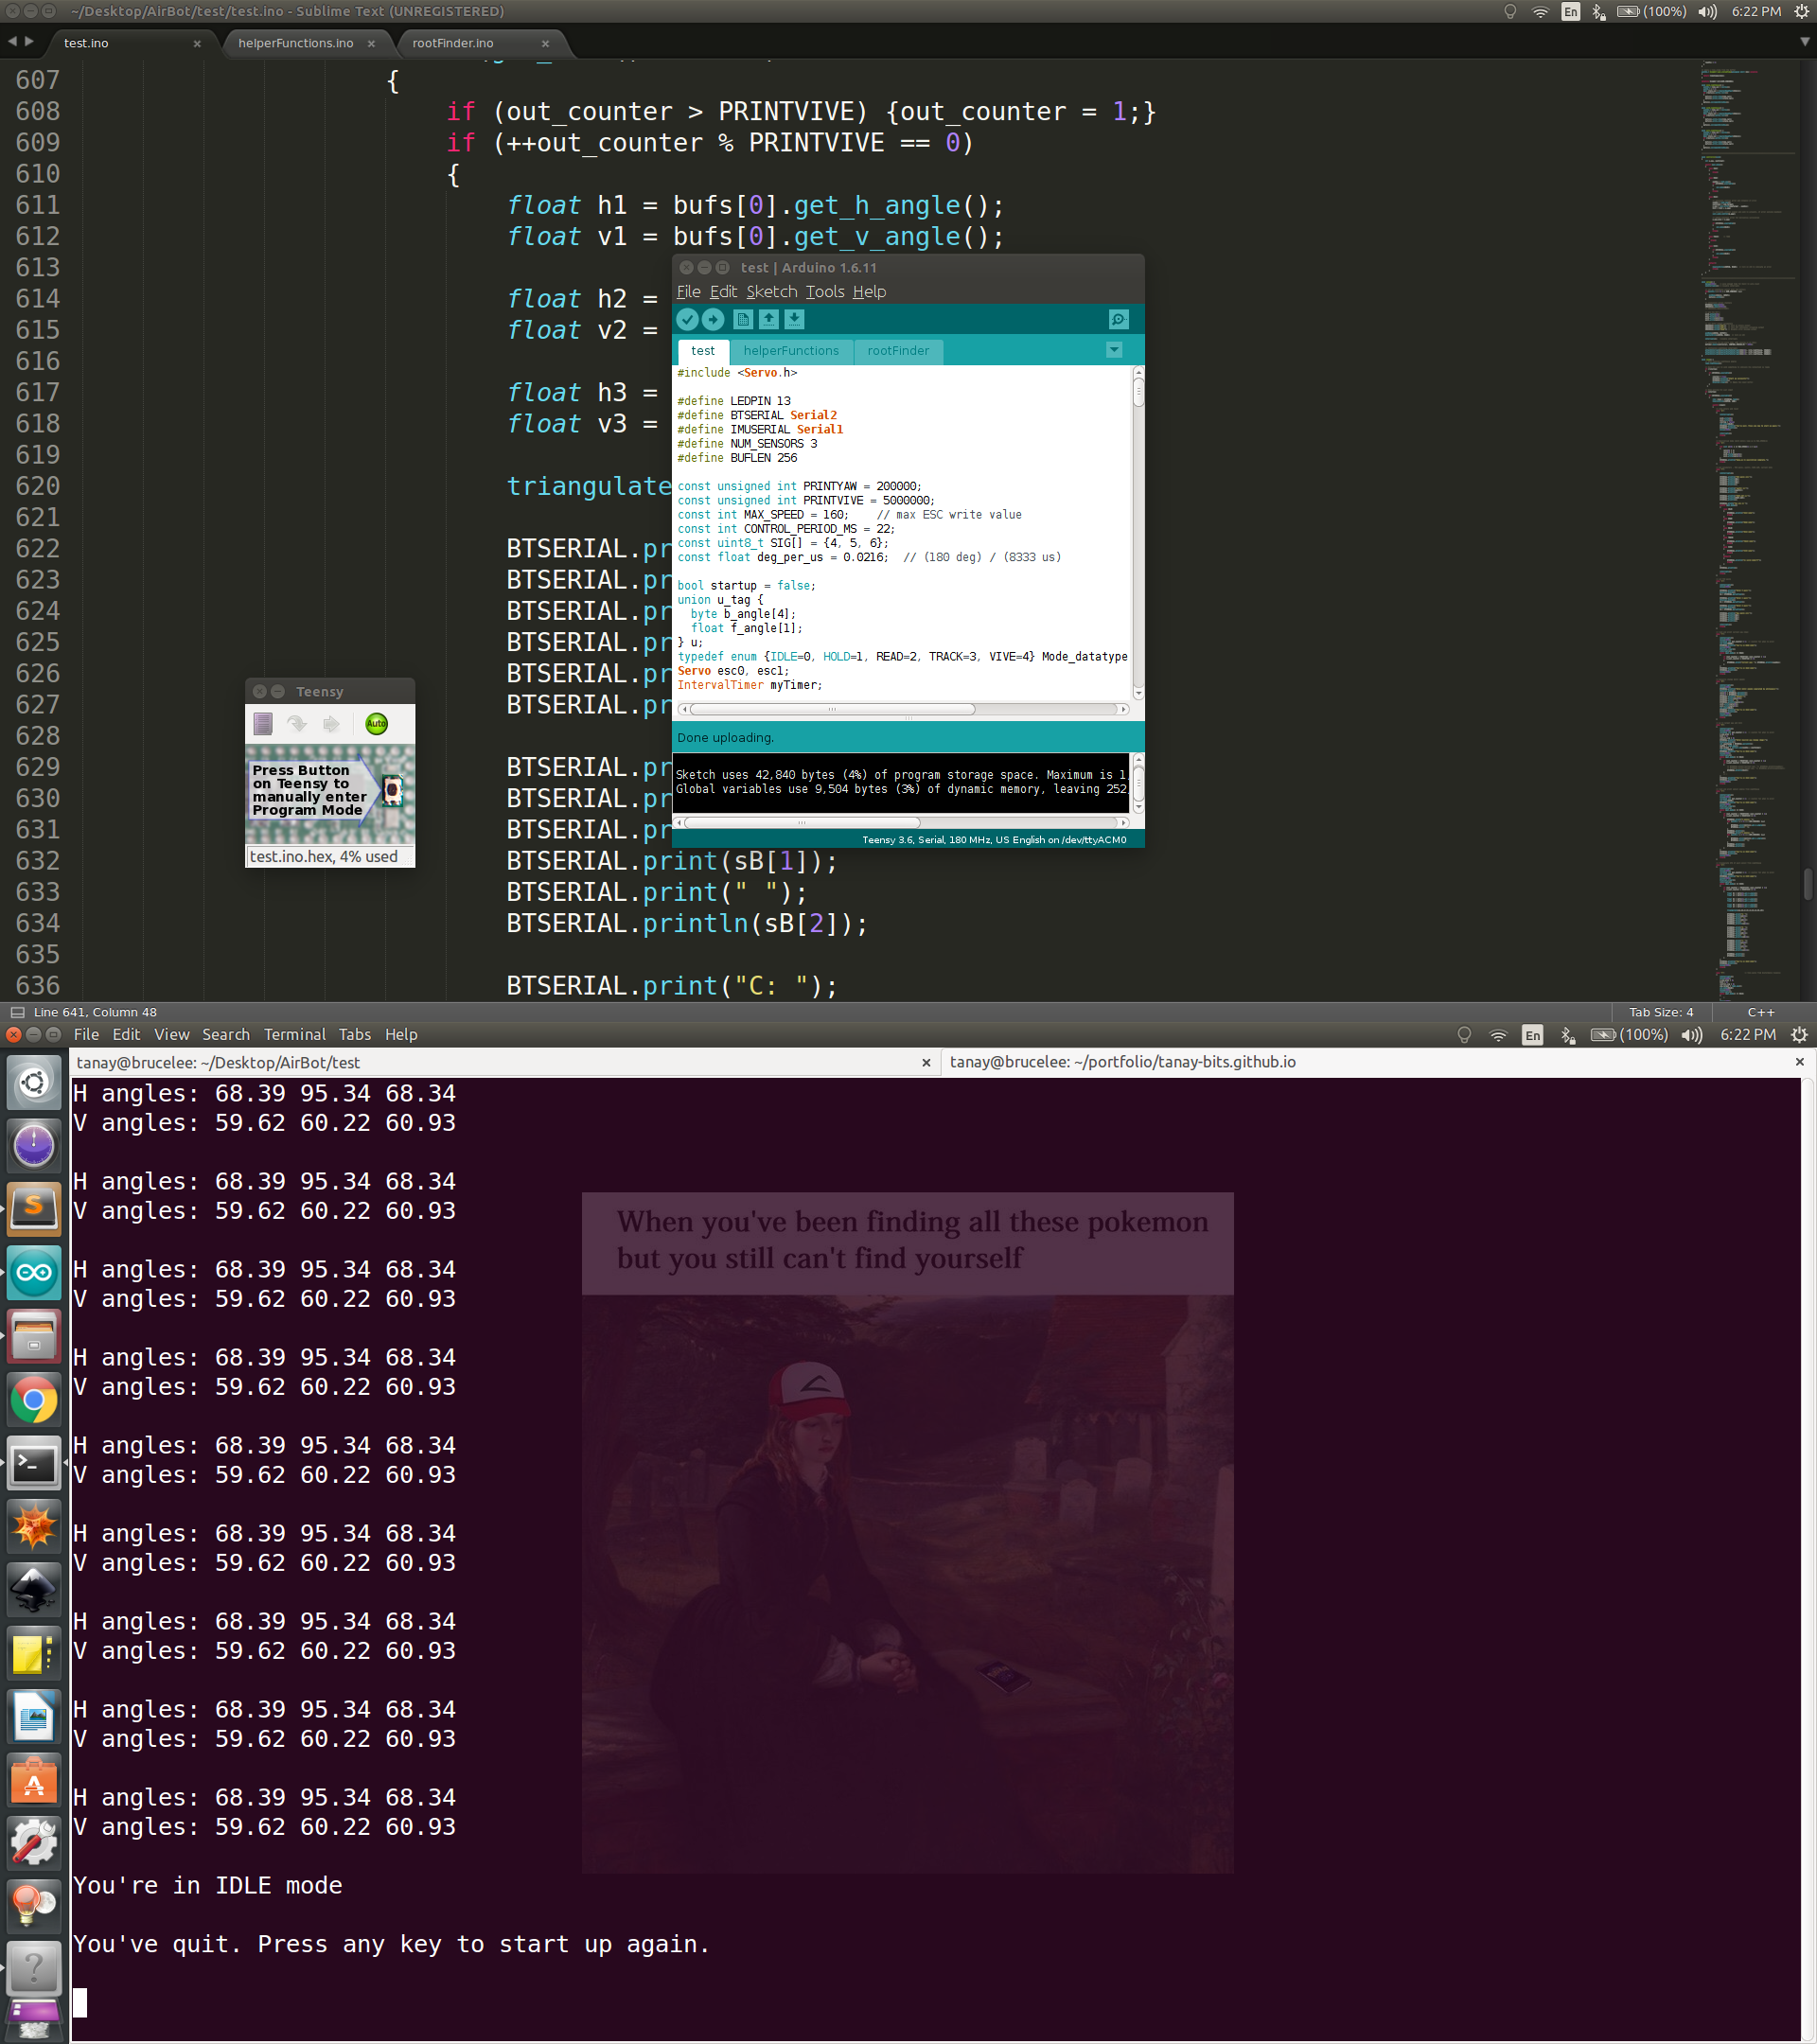 ~/Desktop/AirBot/test/test.ino - Sublime Text (UNREGISTERED)
En (100%) 6:22 PM
test.ino × helperFunctions.ino × rootFinder.ino ×
607 {
608 if (out_counter > PRINTVIVE) {out_counter = 1;}
609 if (++out_counter % PRINTVIVE == 0)
610 {
611 float h1 = bufs[0].get_h_angle();
612 float v1 = bufs[0].get_v_angle();
613
614 float h2 =
615 float v2 =
616
617 float h3 =
618 float v3 =
619
620 triangulate
621
622 BTSERIAL.pr
623 BTSERIAL.pr
624 BTSERIAL.pr
625 BTSERIAL.pr
626 BTSERIAL.pr
627 BTSERIAL.pr
628
629 BTSERIAL.pr
630 BTSERIAL.pr
631 BTSERIAL.pr
632 BTSERIAL.print(sB[1]);
633 BTSERIAL.print(" ");
634 BTSERIAL.println(sB[2]);
635
636 BTSERIAL.print("C: ");
Line 641, Column 48 Tab Size: 4 C++
test | Arduino 1.6.11
File Edit Sketch Tools Help
test helperFunctions rootFinder
#include <Servo.h>
#define LEDPIN 13
#define BTSERIAL Serial2
#define IMUSERIAL Serial1
#define NUM_SENSORS 3
#define BUFLEN 256
const unsigned int PRINTYAW = 200000;
const unsigned int PRINTVIVE = 5000000;
const int MAX_SPEED = 160; // max ESC write value
const int CONTROL_PERIOD_MS = 22;
const uint8_t SIG[] = {4, 5, 6};
const float deg_per_us = 0.0216; // (180 deg) / (8333 us)
bool startup = false;
union u_tag {
byte b_angle[4];
float f_angle[1];
} u;
typedef enum {IDLE=0, HOLD=1, READ=2, TRACK=3, VIVE=4} Mode_datatype
Servo esc0, esc1;
IntervalTimer myTimer;
Done uploading.
Sketch uses 42,840 bytes (4%) of program storage space. Maximum is 1,
Global variables use 9,504 bytes (3%) of dynamic memory, leaving 252,
Teensy 3.6, Serial, 180 MHz, US English on /dev/ttyACM0
Teensy
Auto
Press Button
on Teensy to
manually enter
Program Mode
test.ino.hex, 4% used
File Edit View Search Terminal Tabs Help
En (100%) 6:22 PM
tanay@brucelee: ~/Desktop/AirBot/test × tanay@brucelee: ~/portfolio/tanay-bits.github.io ×
H angles: 68.39 95.34 68.34
V angles: 59.62 60.22 60.93
H angles: 68.39 95.34 68.34
V angles: 59.62 60.22 60.93
H angles: 68.39 95.34 68.34
V angles: 59.62 60.22 60.93
H angles: 68.39 95.34 68.34
V angles: 59.62 60.22 60.93
H angles: 68.39 95.34 68.34
V angles: 59.62 60.22 60.93
H angles: 68.39 95.34 68.34
V angles: 59.62 60.22 60.93
H angles: 68.39 95.34 68.34
V angles: 59.62 60.22 60.93
H angles: 68.39 95.34 68.34
V angles: 59.62 60.22 60.93
H angles: 68.39 95.34 68.34
V angles: 59.62 60.22 60.93
You're in IDLE mode
You've quit. Press any key to start up again.
When you've been finding all these pokemon
but you still can't find yourself